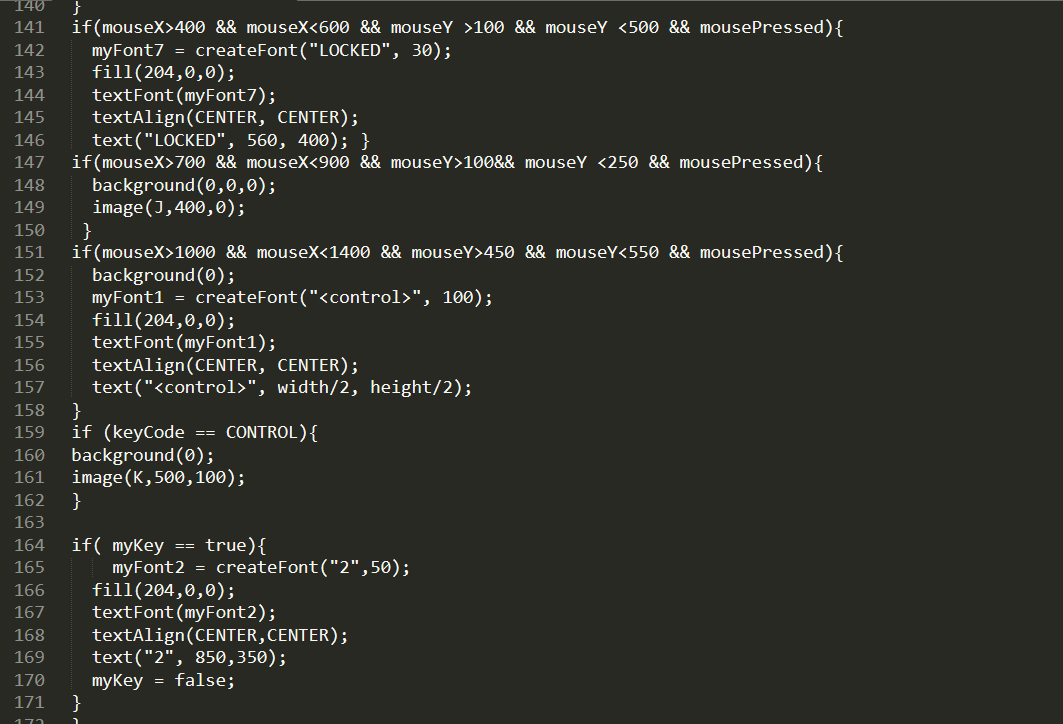 140 }
141 if(mouseX>400 && mouseX<600 && mouseY >100 && mouseY <500 && mousePressed){
142 myFont7 = createFont("LOCKED", 30);
143 fill(204,0,0);
144 textFont(myFont7);
145 textAlign(CENTER, CENTER);
146 text("LOCKED", 560, 400); }
147 if(mouseX>700 && mouseX<900 && mouseY>100&& mouseY <250 && mousePressed){
148 background(0,0,0);
149 image(J,400,0);
150 }
151 if(mouseX>1000 && mouseX<1400 && mouseY>450 && mouseY<550 && mousePressed){
152 background(0);
153 myFont1 = createFont("<control>", 100);
154 fill(204,0,0);
155 textFont(myFont1);
156 textAlign(CENTER, CENTER);
157 text("<control>", width/2, height/2);
158 }
159 if (keyCode == CONTROL){
160 background(0);
161 image(K,500,100);
162 }
163
164 if( myKey == true){
165 myFont2 = createFont("2",50);
166 fill(204,0,0);
167 textFont(myFont2);
168 textAlign(CENTER,CENTER);
169 text("2", 850,350);
170 myKey = false;
171 }
172 }